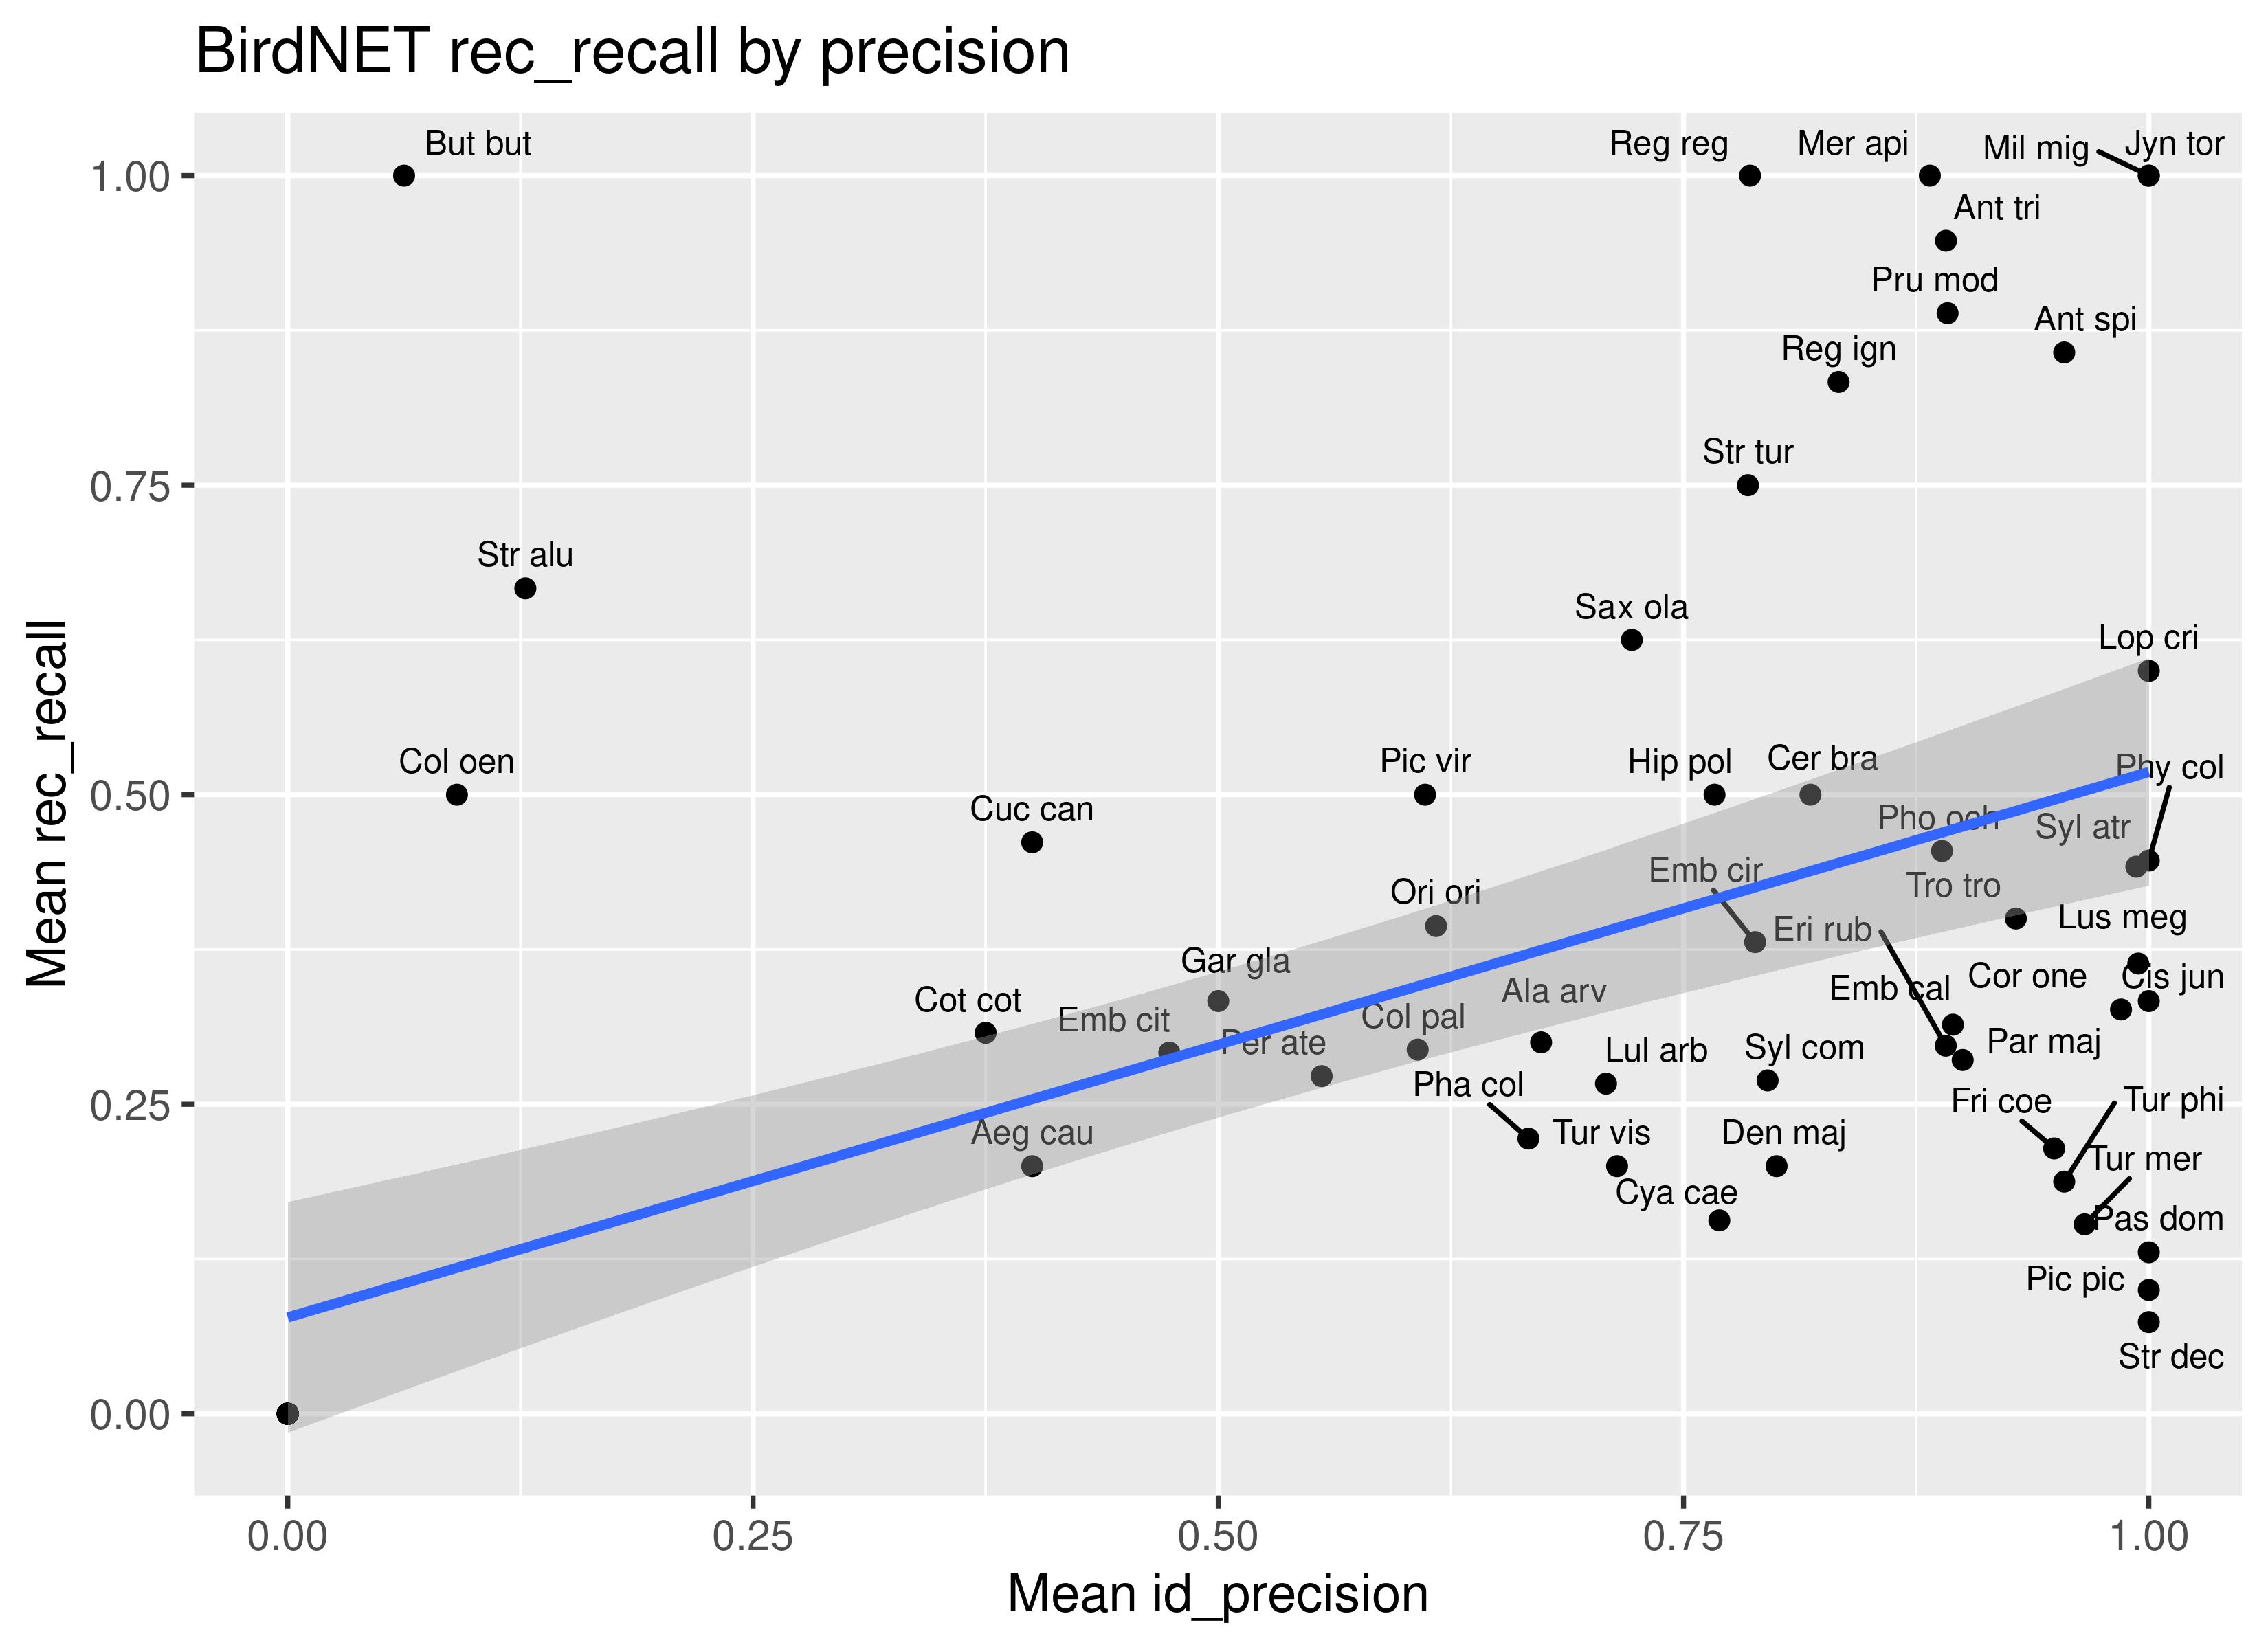 BirdNET rec_recall by precision
But but
Reg reg
Mer api
Mil mig
Jyn tor
1.00
Ant tri
Pru mod
Ant spi
Reg ign
Str tur
0.75
Str alu
Sax ola
Lop cri
Mean rec_recall
Col oen
Pic vir
Hip pol
Cer bra
Phy col
0.50
Cuc can
Pho och
Syl atr
Emb cir
Ori ori
Tro tro
Eri rub
Lus meg
Gar gla
Cot cot
Emb cit
Ala arv
Emb cal
Cor one
Cis jun
Per ate
Col pal
Lul arb
Syl com
Par maj
0.25
Pha col
Fri coe
Tur phi
Aeg cau
Tur vis
Den maj
Tur mer
Cya cae
Pas dom
Pic pic
Str dec
0.00
0.00
0.25
0.50
0.75
1.00
Mean id_precision